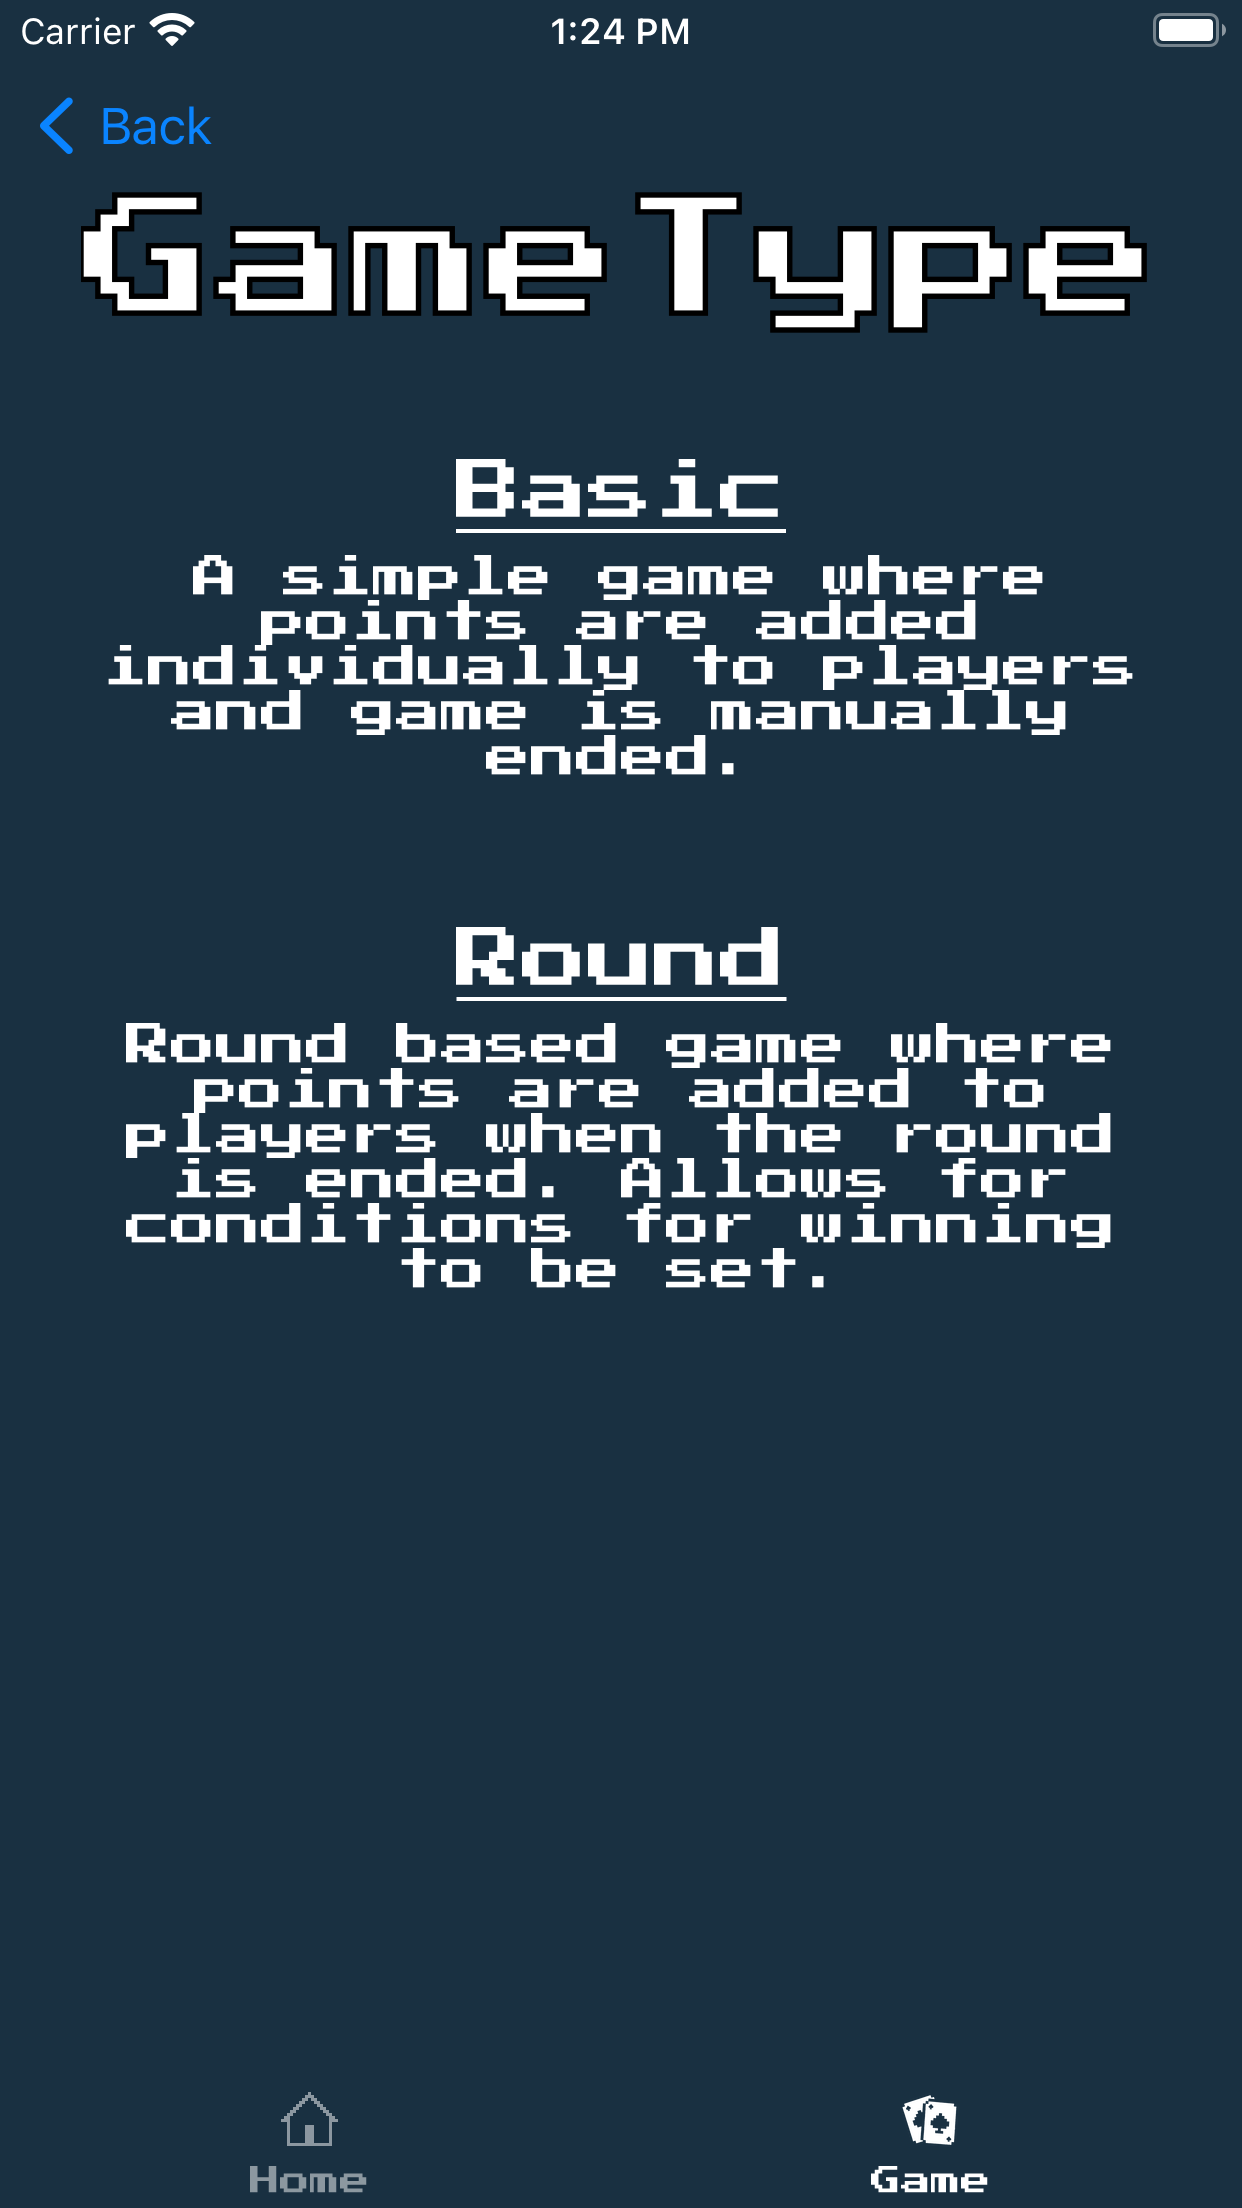 Carrier 1:24 PM
Back
Game Type
Basic
A simple game where
points are added
individually to players
and game is manually
ended.
Round
Round based game where
points are added to
players when the round
is ended. Allows for
conditions for winning
to be set.
Home Game